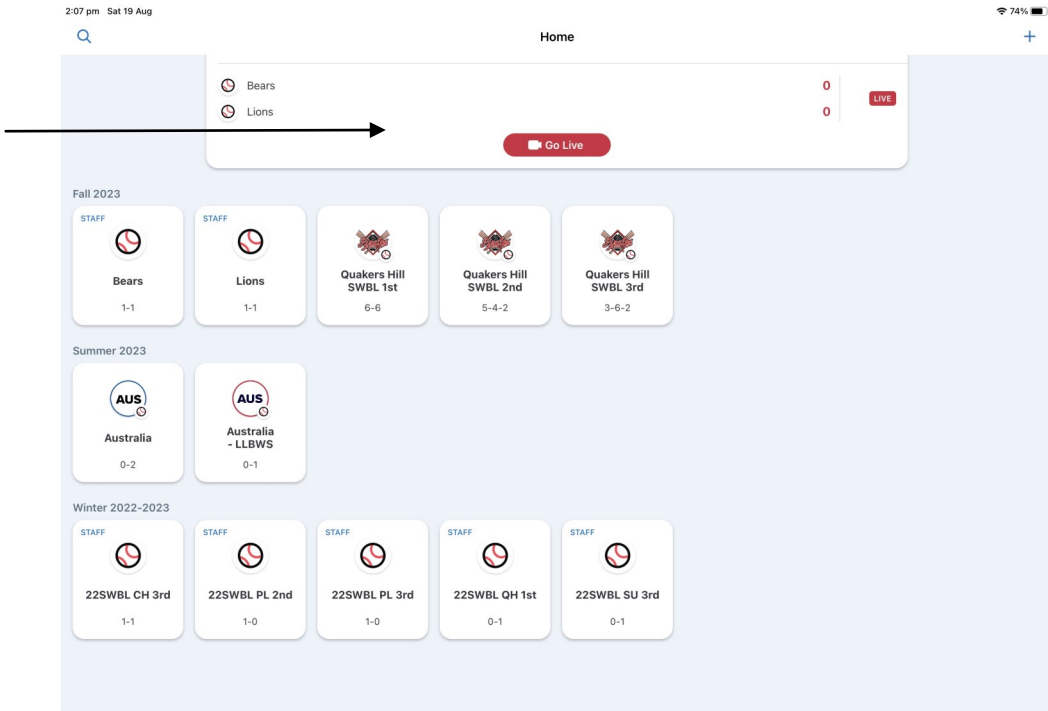 2:07 pm Sat 19 Aug
74%
Home
Bears 0
LIVE
Lions 0
Go Live
Fall 2023
STAFF STAFF
Bears Lions Quakers Hill Quakers Hill Quakers Hill
SWBL 1st SWBL 2nd SWBL 3rd
1-1 1-1 6-6 5-4-2 3-6-2
Summer 2023
AUS AUS
Australia Australia
- LLBWS
0-2 0-1
Winter 2022-2023
STAFF STAFF STAFF STAFF STAFF
22SWBL CH 3rd 22SWBL PL 2nd 22SWBL PL 3rd 22SWBL QH 1st 22SWBL SU 3rd
1-1 1-0 1-0 0-1 0-1